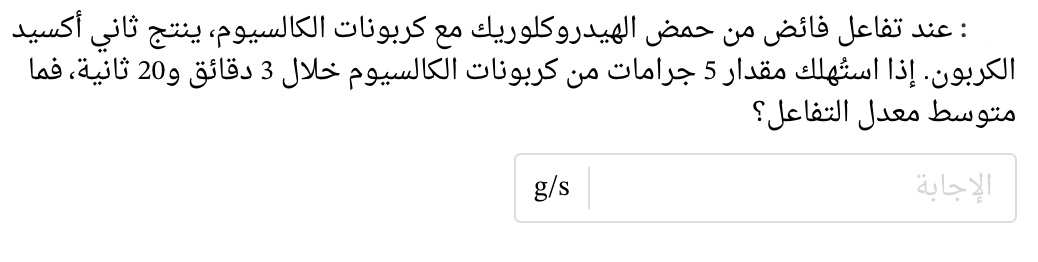 : عند تفاعل فائض من حمض الهيدروكلوريك مع كربونات الكالسيوم، ينتج ثاني أكسيد
الكربون. إذا استُهلك مقدار 5 جرامات من كربونات الكالسيوم خلال 3 دقائق و20 ثانية، فما
متوسط معدل التفاعل؟
الإجابة g/s